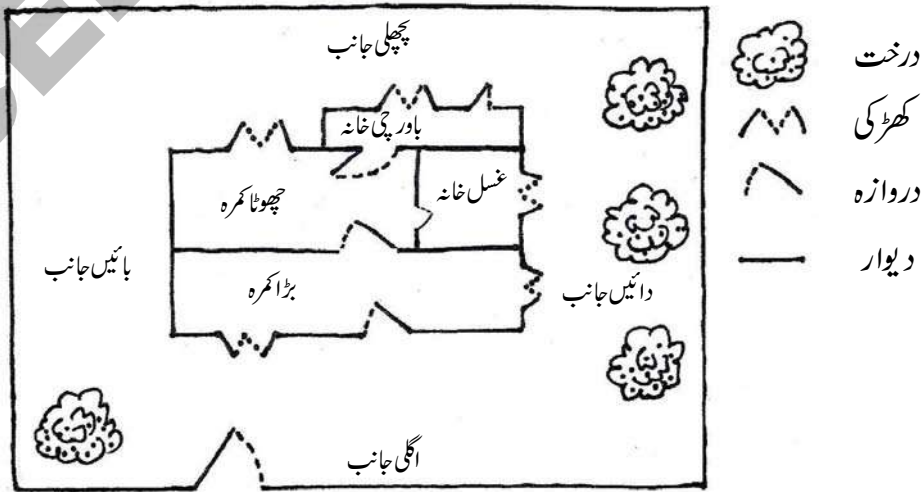 پچھلی جانب
باورچی خانہ
غسل خانہ
چھوٹا کمرہ
بائیں جانب
بڑا کمرہ
دائیں جانب
اگلی جانب
درخت
کھڑکی
دروازہ
دیوار